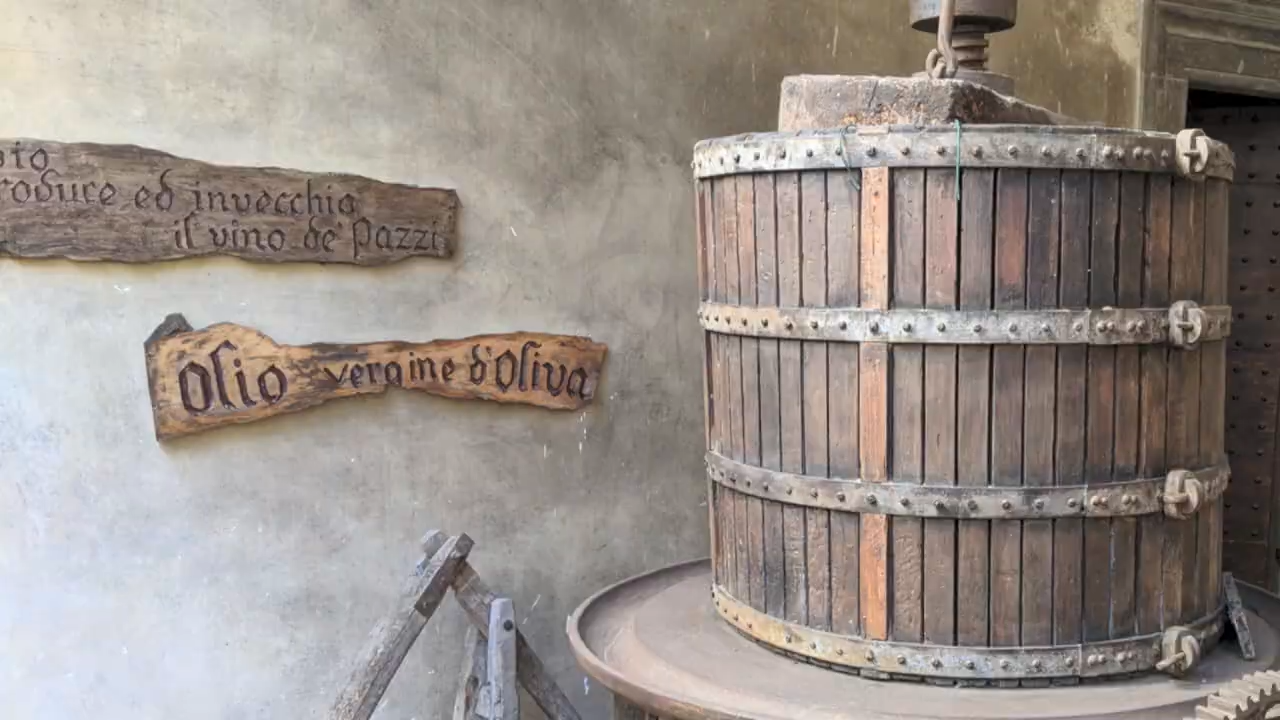 roduce ed invecchia
il vino de' Pazzi
Olio vergine d'Oliva